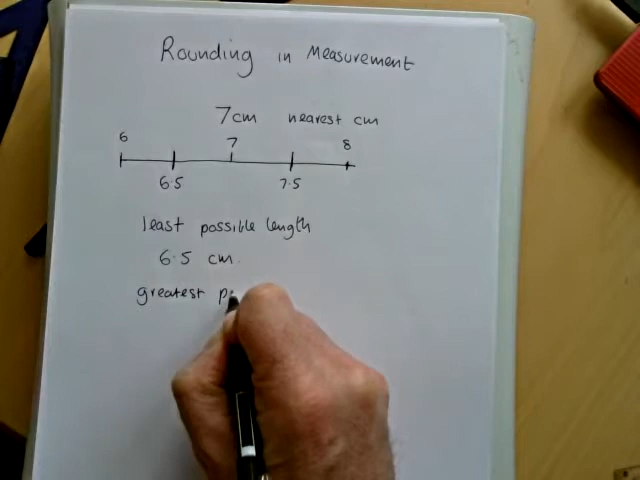 Rounding in Measurement
7cm nearest cm
6 7 8
6.5 7.5
least possible length
6.5 cm.
greatest